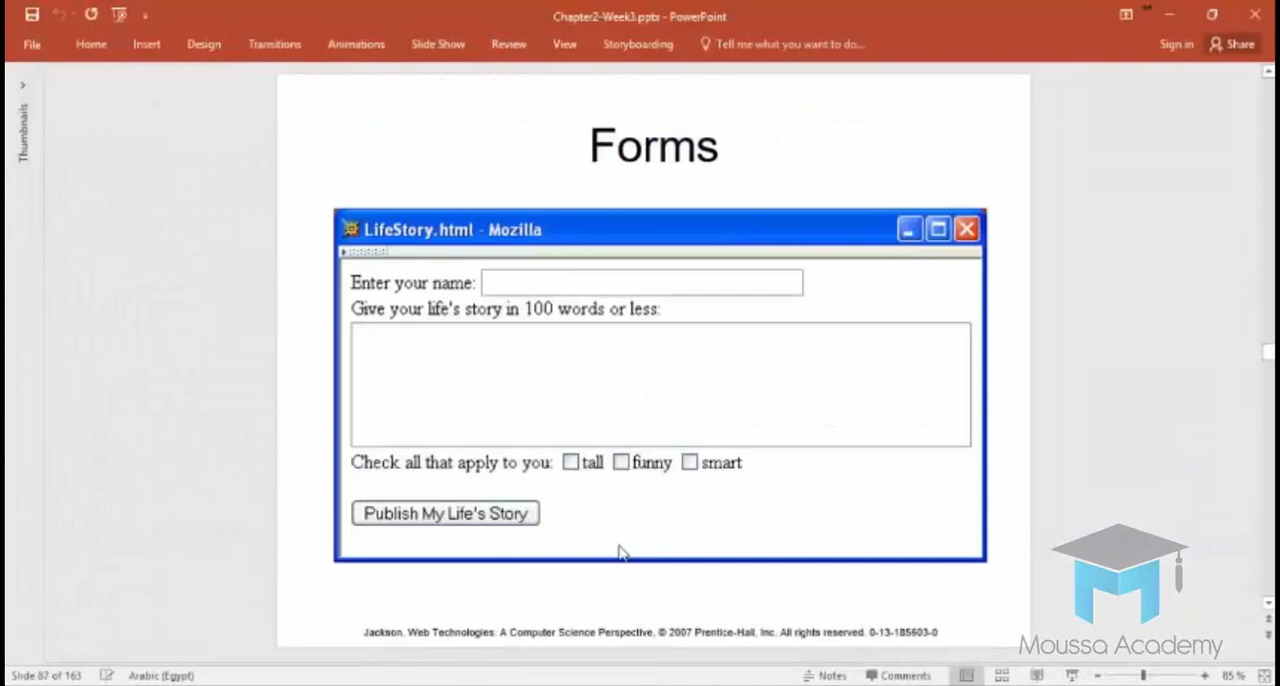 Chapter2-Week3.pptx - PowerPoint
File Home Insert Design Transitions Animations Slide Show Review View Storyboarding Tell me what you want to do... Sign in Share
Thumbnails
Forms
LifeStory.html - Mozilla
Enter your name:
Give your life's story in 100 words or less:
Check all that apply to you: tall funny smart
Publish My Life's Story
Jackson, Web Technologies: A Computer Science Perspective, © 2007 Prentice-Hall, Inc. All rights reserved. 0-13-185603-0
Moussa Academy
Slide 87 of 163 Arabic (Egypt) Notes Comments 85 %